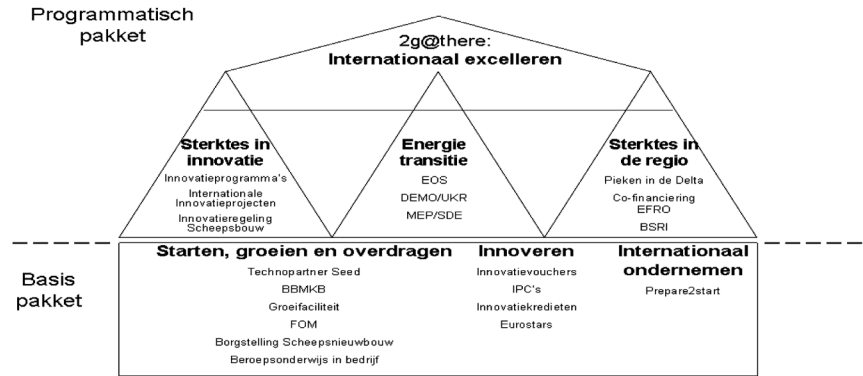 Programmatisch
pakket
2g@there:
Internationaal excelleren
Sterktes in
innovatie
Innovatieprogramma's
Internationale
Innovatieprojecten
Innovatieregeling
Scheepsbouw
Energie
transitie
EOS
DEMO/UKR
MEP/SDE
Sterktes in
de regio
Pieken in de Delta
Co-financiering
EFRO
BSRI
Basis
pakket
Starten, groeien en overdragen
Technopartner Seed
BBMKB
Groeifaciliteit
FOM
Borgstelling Scheepsnieuwbouw
Beroepsonderwijs in bedrijf
Innoveren
Innovatievouchers
IPC's
Innovatiekredieten
Eurostars
Internationaal
ondernemen
Prepare2start